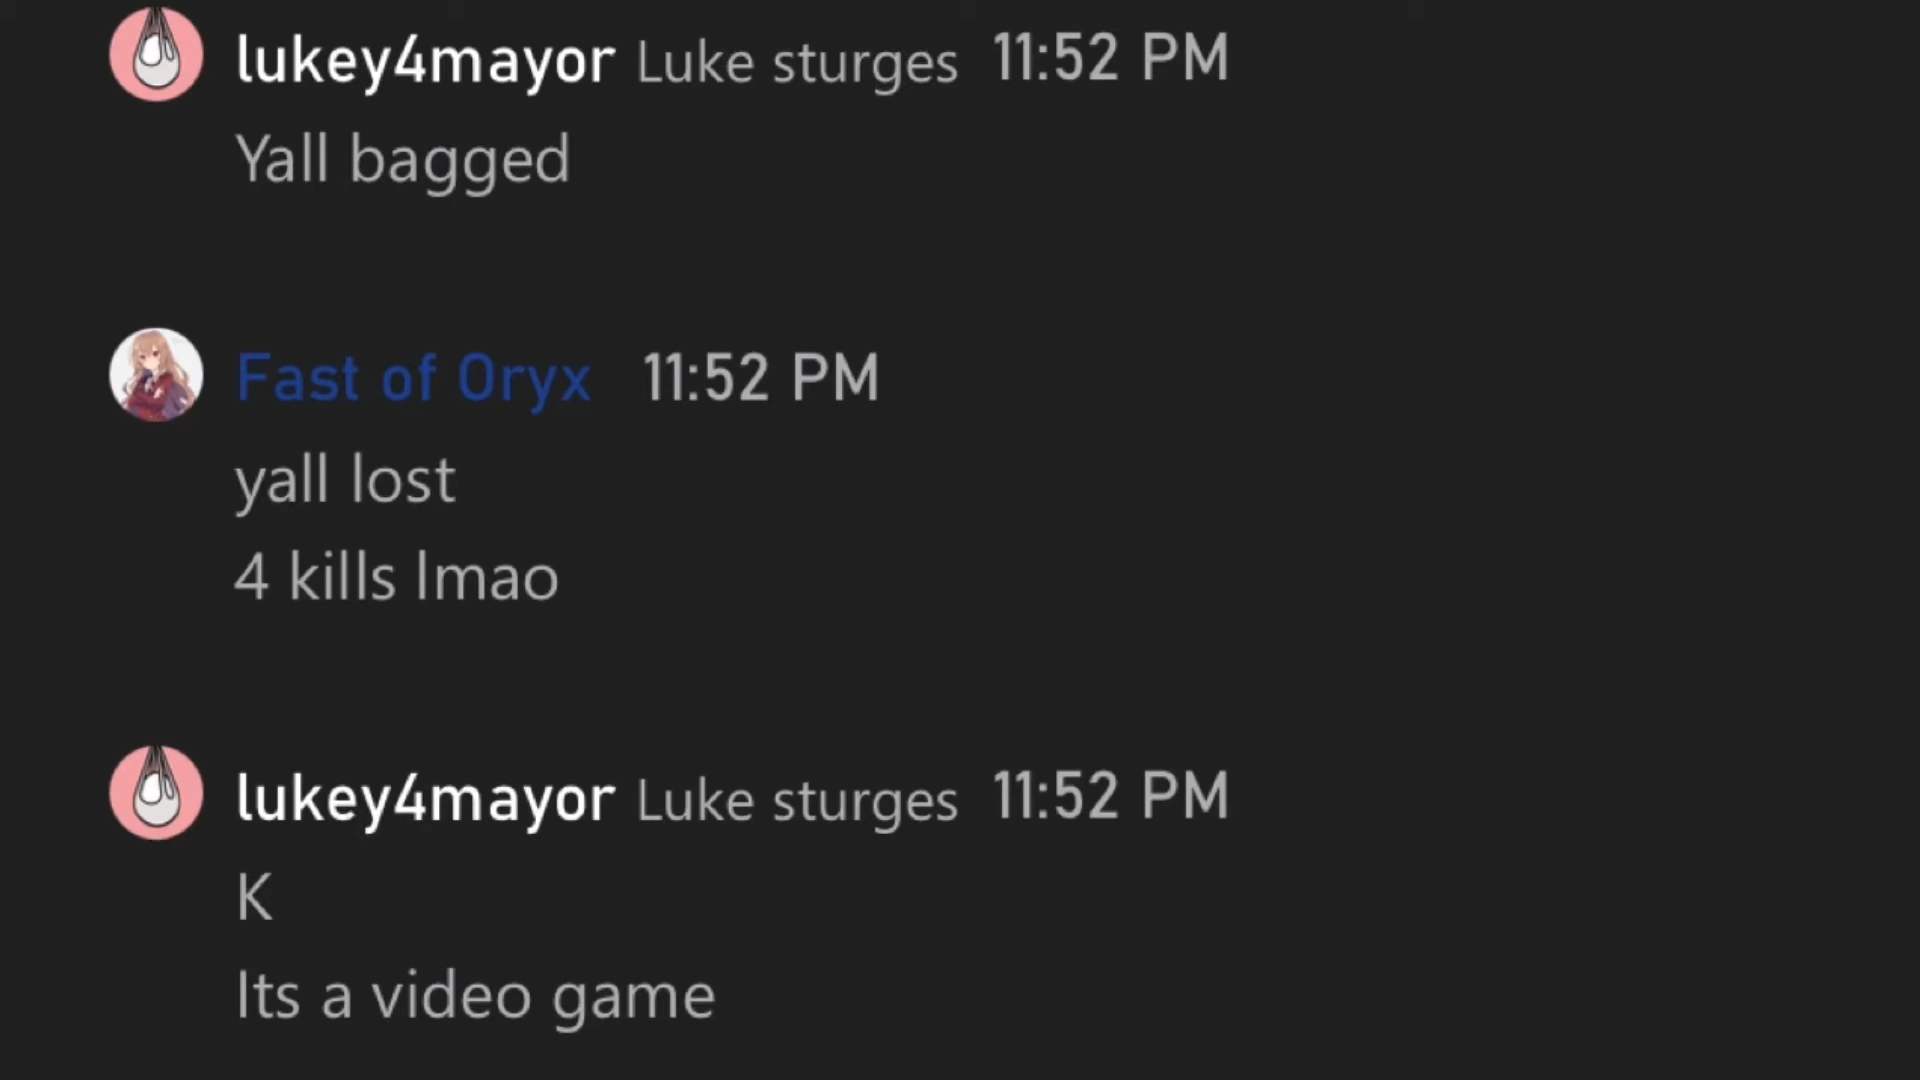 lukey4mayor Luke sturges 11:52 PM
Yall bagged
Fast of Oryx 11:52 PM
yall lost
4 kills lmao
lukey4mayor Luke sturges 11:52 PM
K
Its a video game